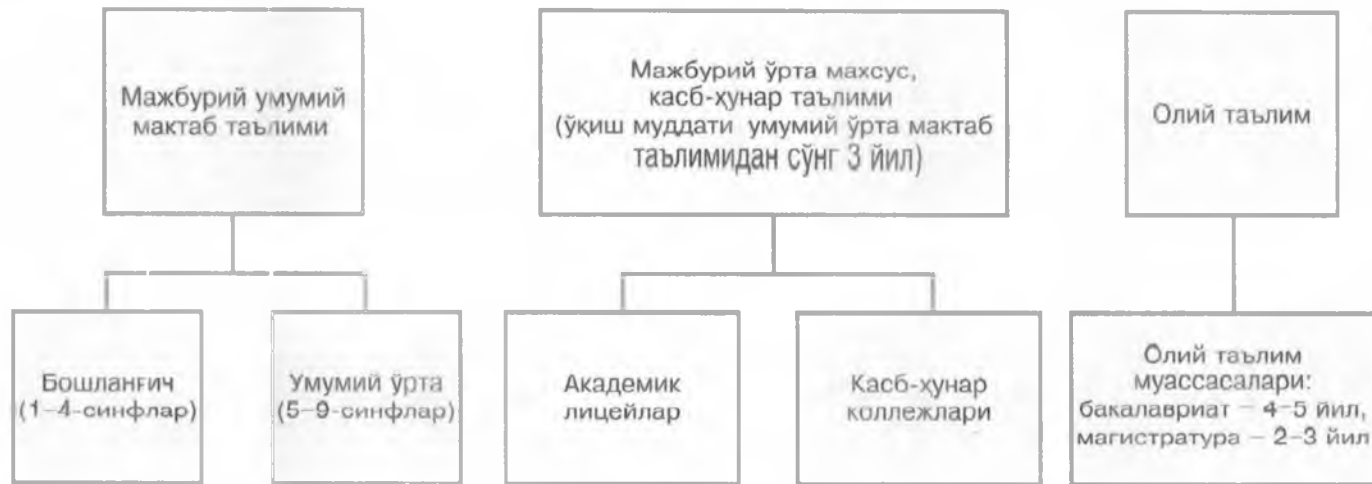 Мажбурий умумий
мактаб таълими
Мажбурий ўрта махсус,
касб-ҳунар таълими
(ўқиш муддати умумий ўрта мактаб
таълимидан сўнг 3 йил)
Олий таълим
Бошланғич
(1–4-синфлар)
Умумий ўрта
(5–9-синфлар)
Академик
лицейлар
Касб-ҳунар
коллежлари
Олий таълим
муассасалари:
бакалавриат – 4–5 йил,
магистратура – 2–3 йил